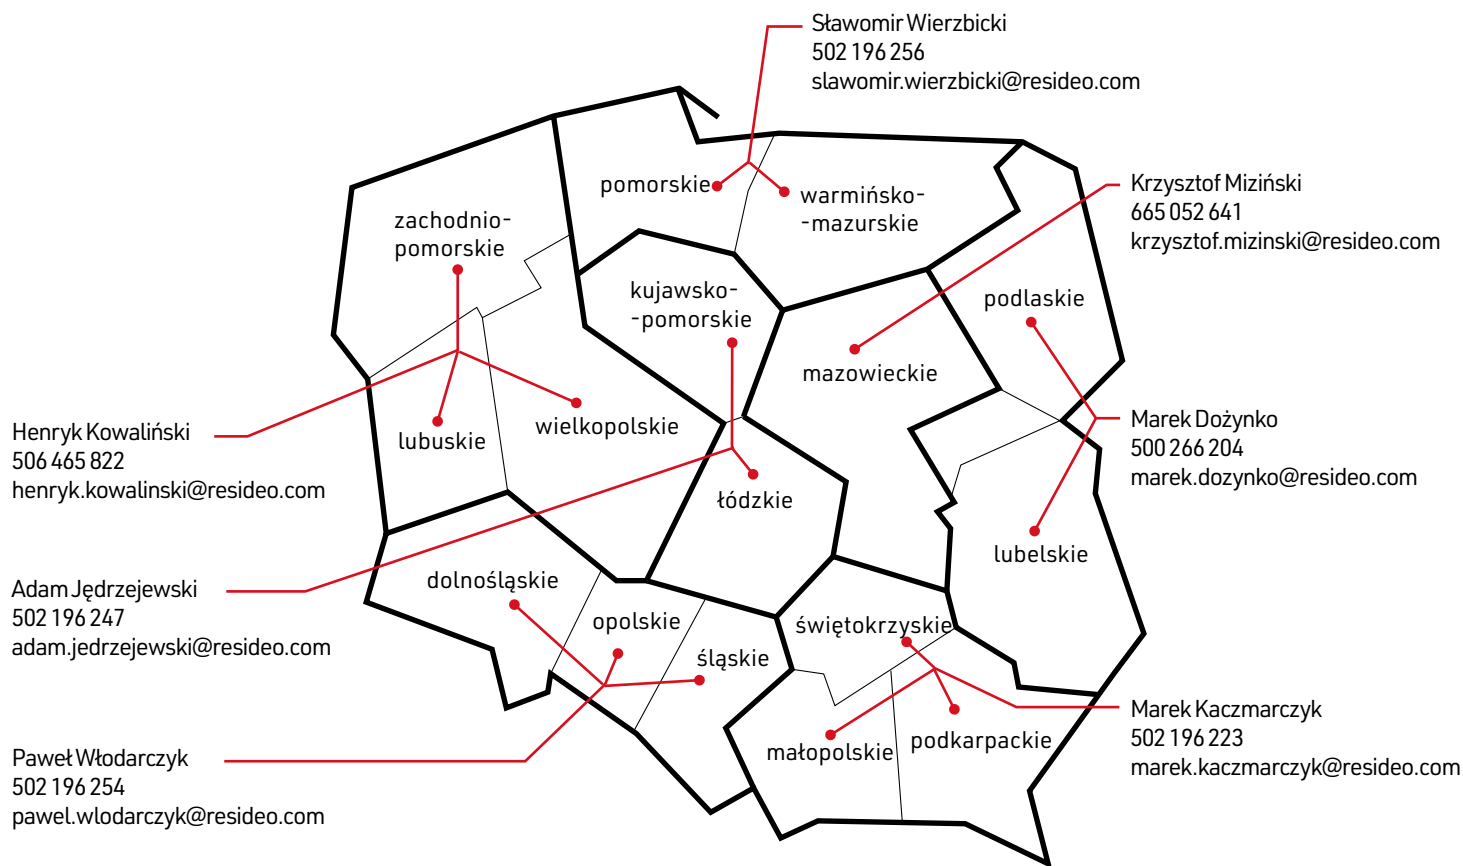 Sławomir Wierzbicki
502 196 256
slawomir.wierzbicki@resideo.com
Krzysztof Miziński
665 052 641
krzysztof.mizinski@resideo.com
pomorskie
warmińsko-
-mazurskie
zachodnio-
pomorskie
kujawsko-
-pomorskie
podlaskie
mazowieckie
Henryk Kowaliński
506 465 822
henryk.kowalinski@resideo.com
lubuskie
wielkopolskie
Marek Dożynko
500 266 204
marek.dozynko@resideo.com
łódzkie
lubelskie
Adam Jędrzejewski
502 196 247
adam.jedrzejewski@resideo.com
dolnośląskie
opolskie
śląskie
świętokrzyskie
małopolskie
podkarpackie
Paweł Włodarczyk
502 196 254
pawel.wlodarczyk@resideo.com
Marek Kaczmarczyk
502 196 223
marek.kaczmarczyk@resideo.com